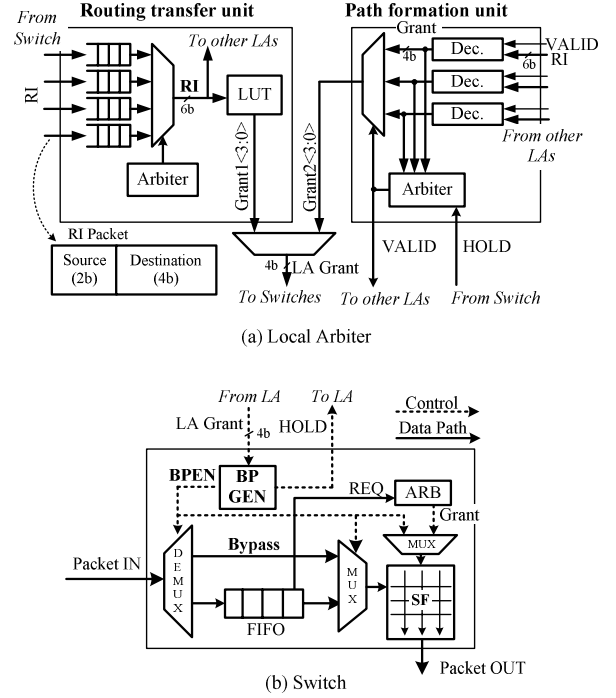 Routing transfer unit
Path formation unit
From
Switch
To other LAs
RI
RI
6b
LUT
Arbiter
Grant1<3:0>
Grant2<3:0>
Grant
4b
Dec.
Dec.
Dec.
VALID
RI
6b
From other
LAs
Arbiter
RI Packet
Source
(2b)
Destination
(4b)
4b
LA Grant
VALID
HOLD
To Switches
To other LAs
From Switch
(a) Local Arbiter
From LA
To LA
LA Grant
4b
HOLD
Control
Data Path
BPEN
BP
GEN
REQ
ARB
Grant
Packet IN
DEMUX
Bypass
FIFO
MUX
MUX
SF
Packet OUT
(b) Switch